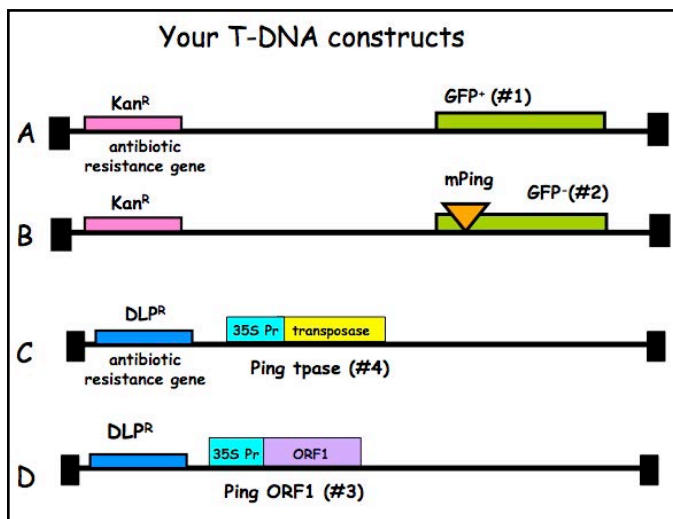 Your T-DNA constructs
Kanᴿ
GFP⁺ (#1)
A
antibiotic
resistance gene
mPing
Kanᴿ
GFP⁻(#2)
B
DLPᴿ
35S Pr
transposase
C
antibiotic
resistance gene
Ping tpase (#4)
DLPᴿ
35S Pr
ORF1
D
Ping ORF1 (#3)